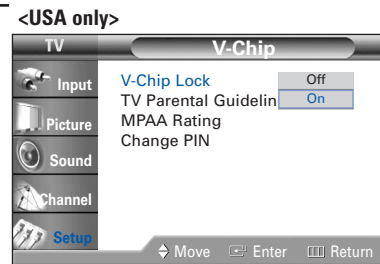 <USA only>
TV
V-Chip
Input
Picture
Sound
Channel
Setup
V-Chip Lock
Off
TV Parental Guidelin
On
MPAA Rating
Change PIN
Move Enter Return